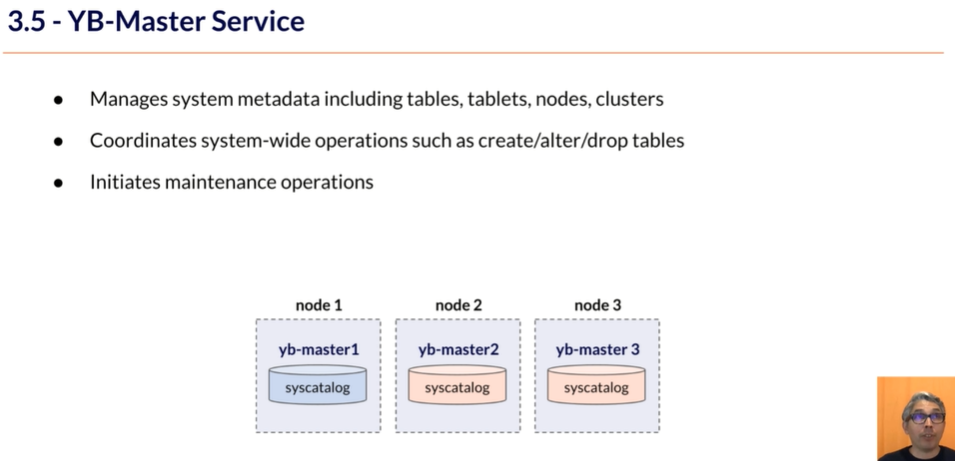 3.5 - YB-Master Service
● Manages system metadata including tables, tablets, nodes, clusters
● Coordinates system-wide operations such as create/alter/drop tables
● Initiates maintenance operations
node 1
node 2
node 3
yb-master1
yb-master2
yb-master 3
syscatalog
syscatalog
syscatalog